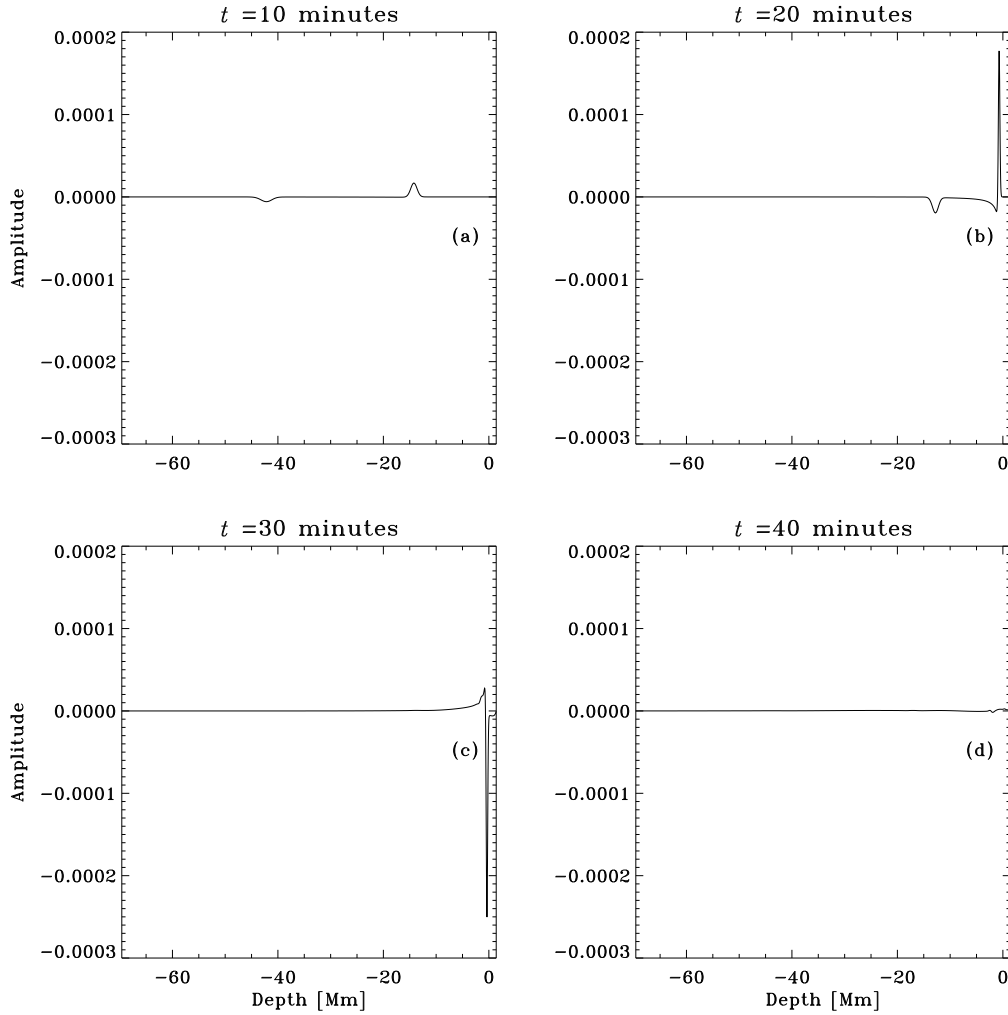 t =10 minutes
t =20 minutes
0.0002
0.0001
0.0000
−0.0001
−0.0002
−0.0003
Amplitude
(a)
−60 −40 −20 0
0.0002
0.0001
0.0000
−0.0001
−0.0002
−0.0003
(b)
−60 −40 −20 0
t =30 minutes
t =40 minutes
0.0002
0.0001
0.0000
−0.0001
−0.0002
−0.0003
Amplitude
(c)
−60 −40 −20 0
Depth [Mm]
0.0002
0.0001
0.0000
−0.0001
−0.0002
−0.0003
(d)
−60 −40 −20 0
Depth [Mm]